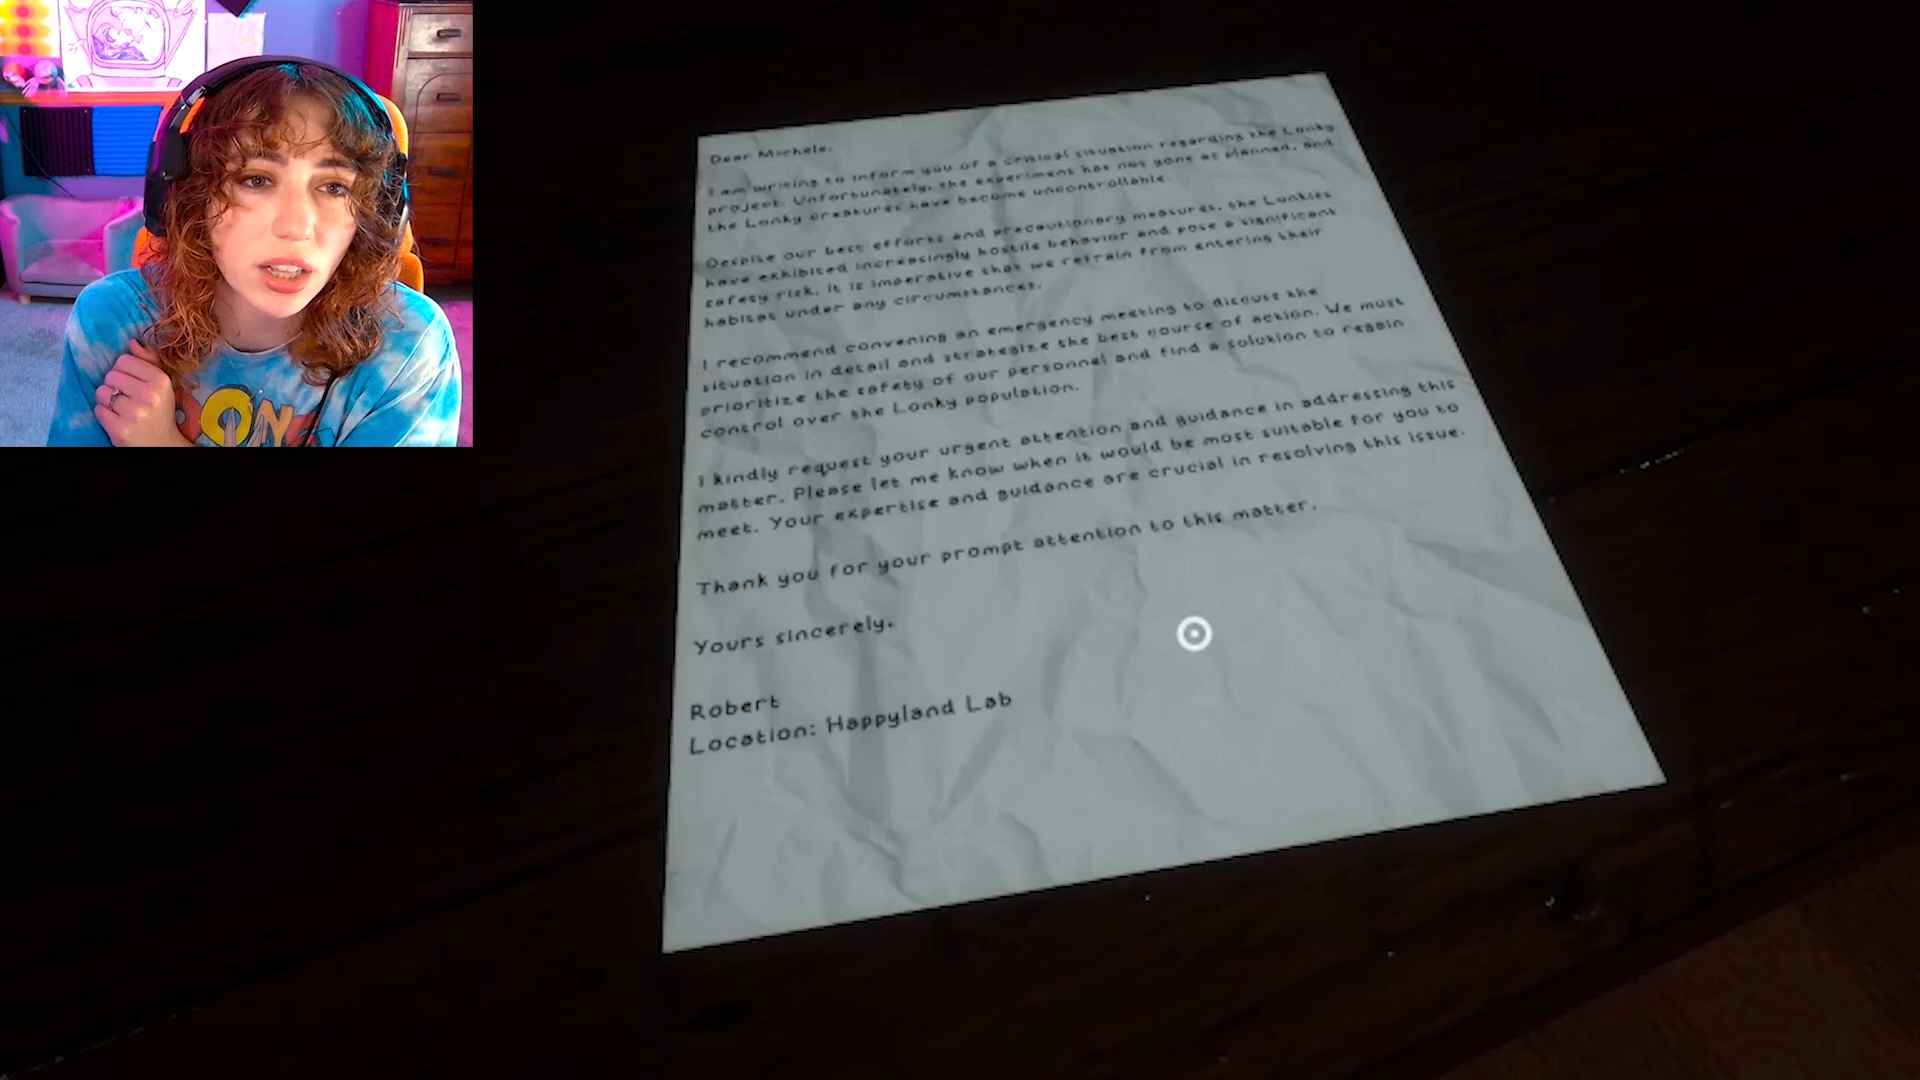 Dear Michele,
I am writing to inform you of a critical situation regarding the Lanky
project. Unfortunately, the experiment has not gone as planned, and
the Lanky creatures have become uncontrollable.
Despite our best efforts and precautionary measures, the Lankies
have exhibited increasingly hostile behavior and pose a significant
safety risk. It is imperative that we refrain from entering their
habitat under any circumstances.
I recommend convening an emergency meeting to discuss the
situation in detail and strategize the best course of action. We must
prioritize the safety of our personnel and find a solution to regain
control over the Lanky population.
I kindly request your urgent attention and guidance in addressing this
matter. Please let me know when it would be most suitable for you to
meet. Your expertise and guidance are crucial in resolving this issue.
Thank you for your prompt attention to this matter.
Yours sincerely,
Robert
Location: Happyland Lab